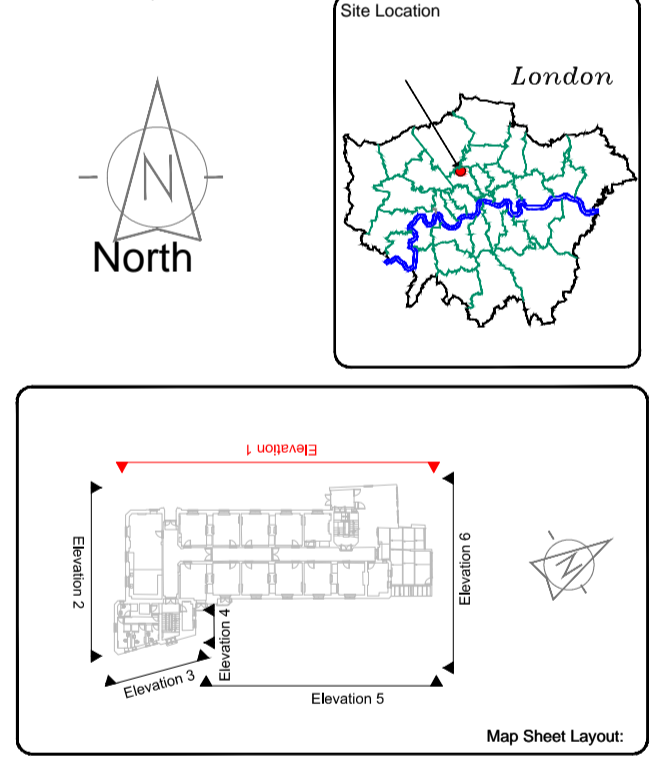 Site Location
London
N
North
Elevation 1
Elevation 2
Elevation 6
Elevation 4
Elevation 3
Elevation 5
N
Map Sheet Layout: